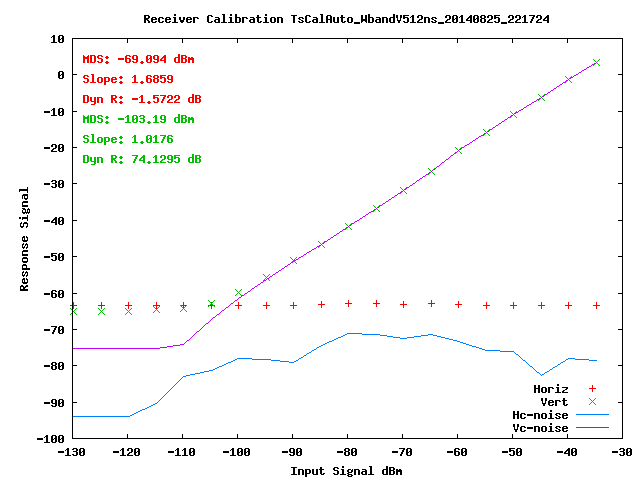 Receiver Calibration TsCalAuto_WbandV512ns_20140825_221724
10
0
-10
-20
-30
-40
-50
-60
-70
-80
-90
-100
Response Signal
MDS: -69.094 dBm
Slope: 1.6859
Dyn R: -1.5722 dB
MDS: -103.19 dBm
Slope: 1.0176
Dyn R: 74.1295 dB
Horiz
Vert
Hc-noise
Vc-noise
-130 -120 -110 -100 -90 -80 -70 -60 -50 -40 -30
Input Signal dBm